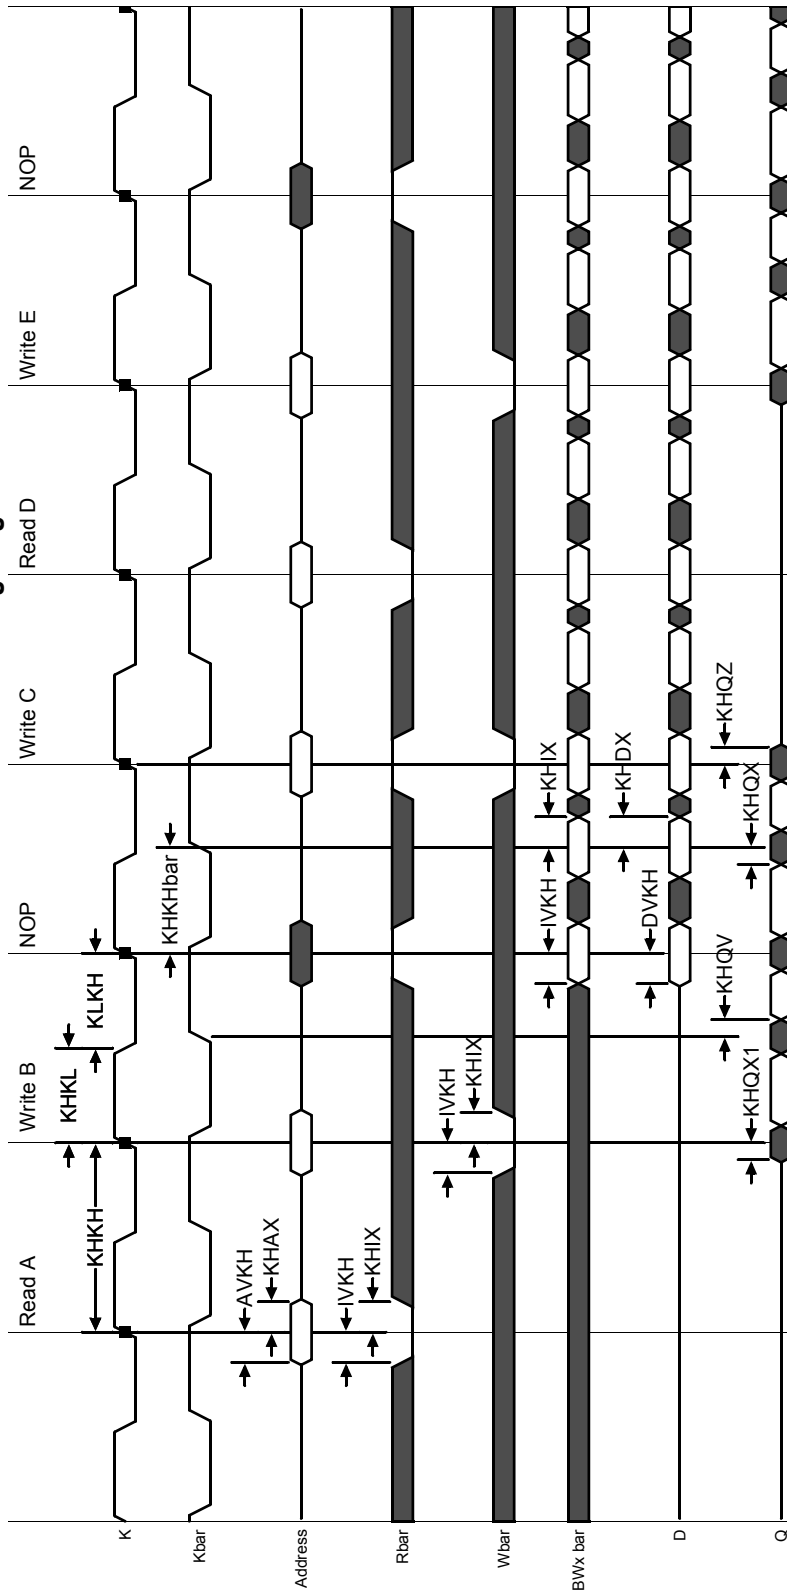 Read A Write B NOP Write C Read D Write E NOP
KHKL
KHKH KLKH
K
KHKHbar
Kbar
AVKH
KHAX
Address
IVKH
KHIX
Rbar
IVKH
KHIX
Wbar
IVKH KHIX
BWx bar
KHDX
DVKH
D
KHQV KHQZ
KHQX1 KHQX
Q